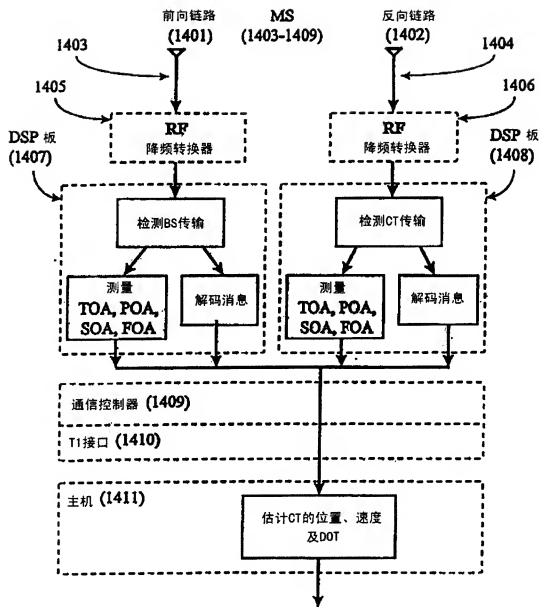 前向链路
(1401)
MS
(1403-1409)
反向链路
(1402)
1403
1404
1405
1406
RF
降频转换器
RF
降频转换器
DSP 板
(1407)
DSP 板
(1408)
检测BS传输
检测CT传输
测量
TOA, POA,
SOA, FOA
解码消息
测量
TOA, POA,
SOA, FOA
解码消息
通信控制器 (1409)
T1接口 (1410)
主机 (1411)
估计CT的位置、速度
及DOT